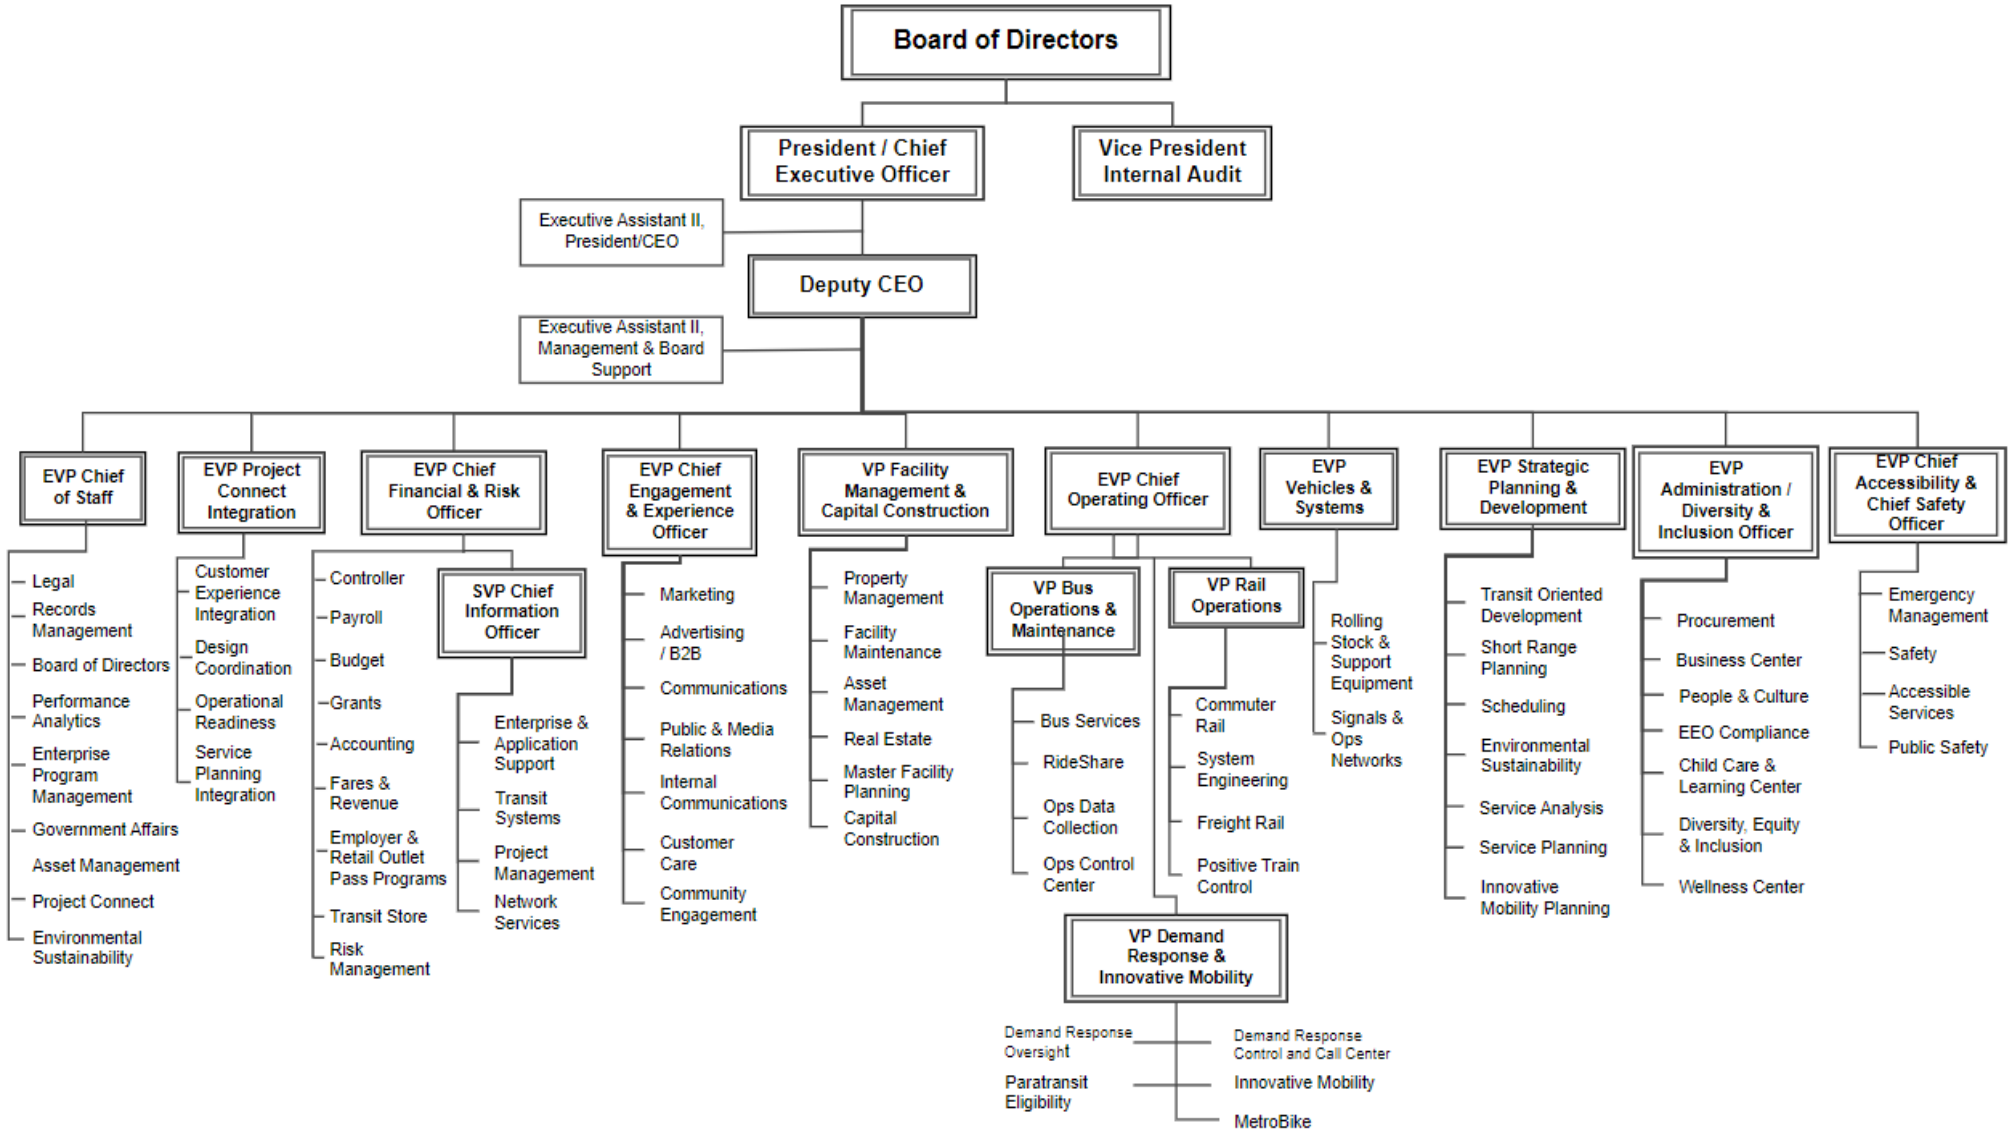 Board of Directors
President / Chief
Executive Officer
Vice President
Internal Audit
Executive Assistant II,
President/CEO
Deputy CEO
Executive Assistant II,
Management & Board
Support
EVP Chief
of Staff
Legal
Records
Management
Board of Directors
Performance
Analytics
Enterprise
Program
Management
Government Affairs
Asset Management
Project Connect
Environmental
Sustainability
EVP Project
Connect
Integration
Customer
Experience
Integration
Design
Coordination
Operational
Readiness
Service
Planning
Integration
EVP Chief
Financial & Risk
Officer
Controller
Payroll
Budget
Grants
Accounting
Fares &
Revenue
Employer &
Retail Outlet
Pass Programs
Transit Store
Risk
Management
SVP Chief
Information
Officer
Enterprise &
Application
Support
Transit
Systems
Project
Management
Network
Services
EVP Chief
Engagement
& Experience
Officer
Marketing
Advertising
/ B2B
Communications
Public & Media
Relations
Internal
Communications
Customer
Care
Community
Engagement
VP Facility
Management &
Capital Construction
Property
Management
Facility
Maintenance
Asset
Management
Real Estate
Master Facility
Planning
Capital
Construction
EVP Chief
Operating Officer
VP Bus
Operations &
Maintenance
Bus Services
RideShare
Ops Data
Collection
Ops Control
Center
VP Rail
Operations
Commuter
Rail
System
Engineering
Freight Rail
Positive Train
Control
VP Demand
Response &
Innovative Mobility
Demand Response
Oversight
Paratransit
Eligibility
Demand Response
Control and Call Center
Innovative Mobility
MetroBike
EVP
Vehicles &
Systems
Rolling
Stock &
Support
Equipment
Signals &
Ops
Networks
EVP Strategic
Planning &
Development
Transit Oriented
Development
Short Range
Planning
Scheduling
Environmental
Sustainability
Service Analysis
Service Planning
Innovative
Mobility Planning
EVP
Administration /
Diversity &
Inclusion Officer
Procurement
Business Center
People & Culture
EEO Compliance
Child Care &
Learning Center
Diversity, Equity
& Inclusion
Wellness Center
EVP Chief
Accessibility &
Chief Safety
Officer
Emergency
Management
Safety
Accessible
Services
Public Safety